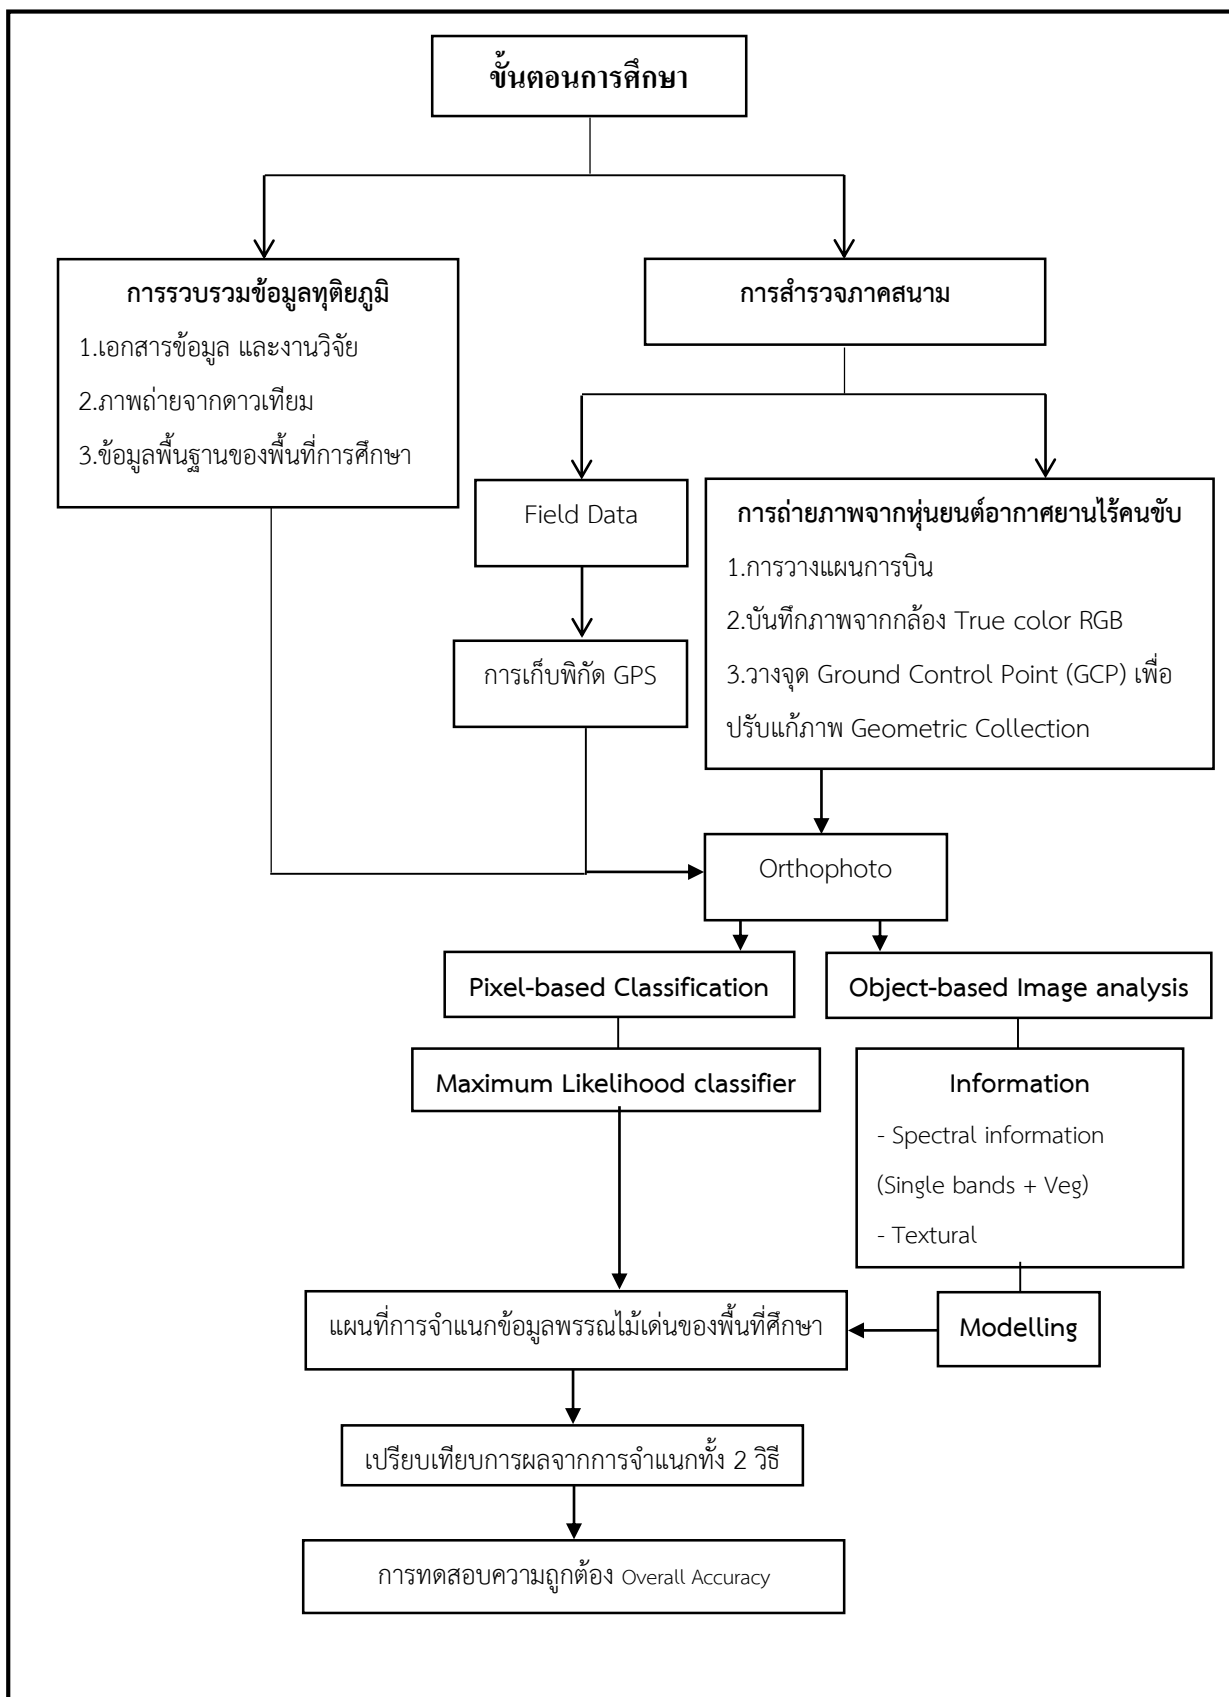 ขั้นตอนการศึกษา
การรวบรวมข้อมูลทุติยภูมิ
1.เอกสารข้อมูล และงานวิจัย
2.ภาพถ่ายจากดาวเทียม
3.ข้อมูลพื้นฐานของพื้นที่การศึกษา
การสำรวจภาคสนาม
Field Data
การเก็บพิกัด GPS
การถ่ายภาพจากหุ่นยนต์อากาศยานไร้คนขับ
1.การวางแผนการบิน
2.บันทึกภาพจากกล้อง True color RGB
3.วางจุด Ground Control Point (GCP) เพื่อ
ปรับแก้ภาพ Geometric Collection
Orthophoto
Pixel-based Classification
Object-based Image analysis
Maximum Likelihood classifier
Information
- Spectral information
(Single bands + Veg)
- Textural
แผนที่การจำแนกข้อมูลพรรณไม้เด่นของพื้นที่ศึกษา
Modelling
เปรียบเทียบการผลจากการจำแนกทั้ง 2 วิธี
การทดสอบความถูกต้อง Overall Accuracy